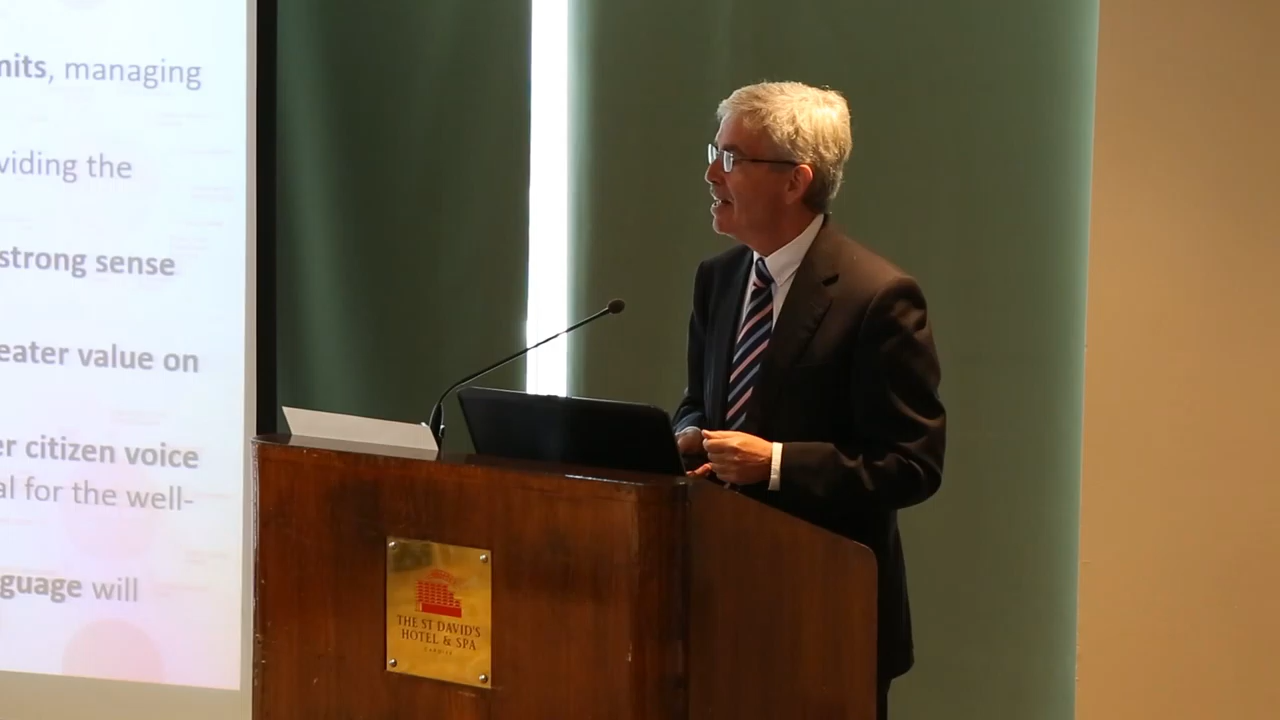 mits, managing
viding the
strong sense
eater value on
er citizen voice
al for the well-
guage will
THE ST DAVID'S
HOTEL & SPA
CARDIFF